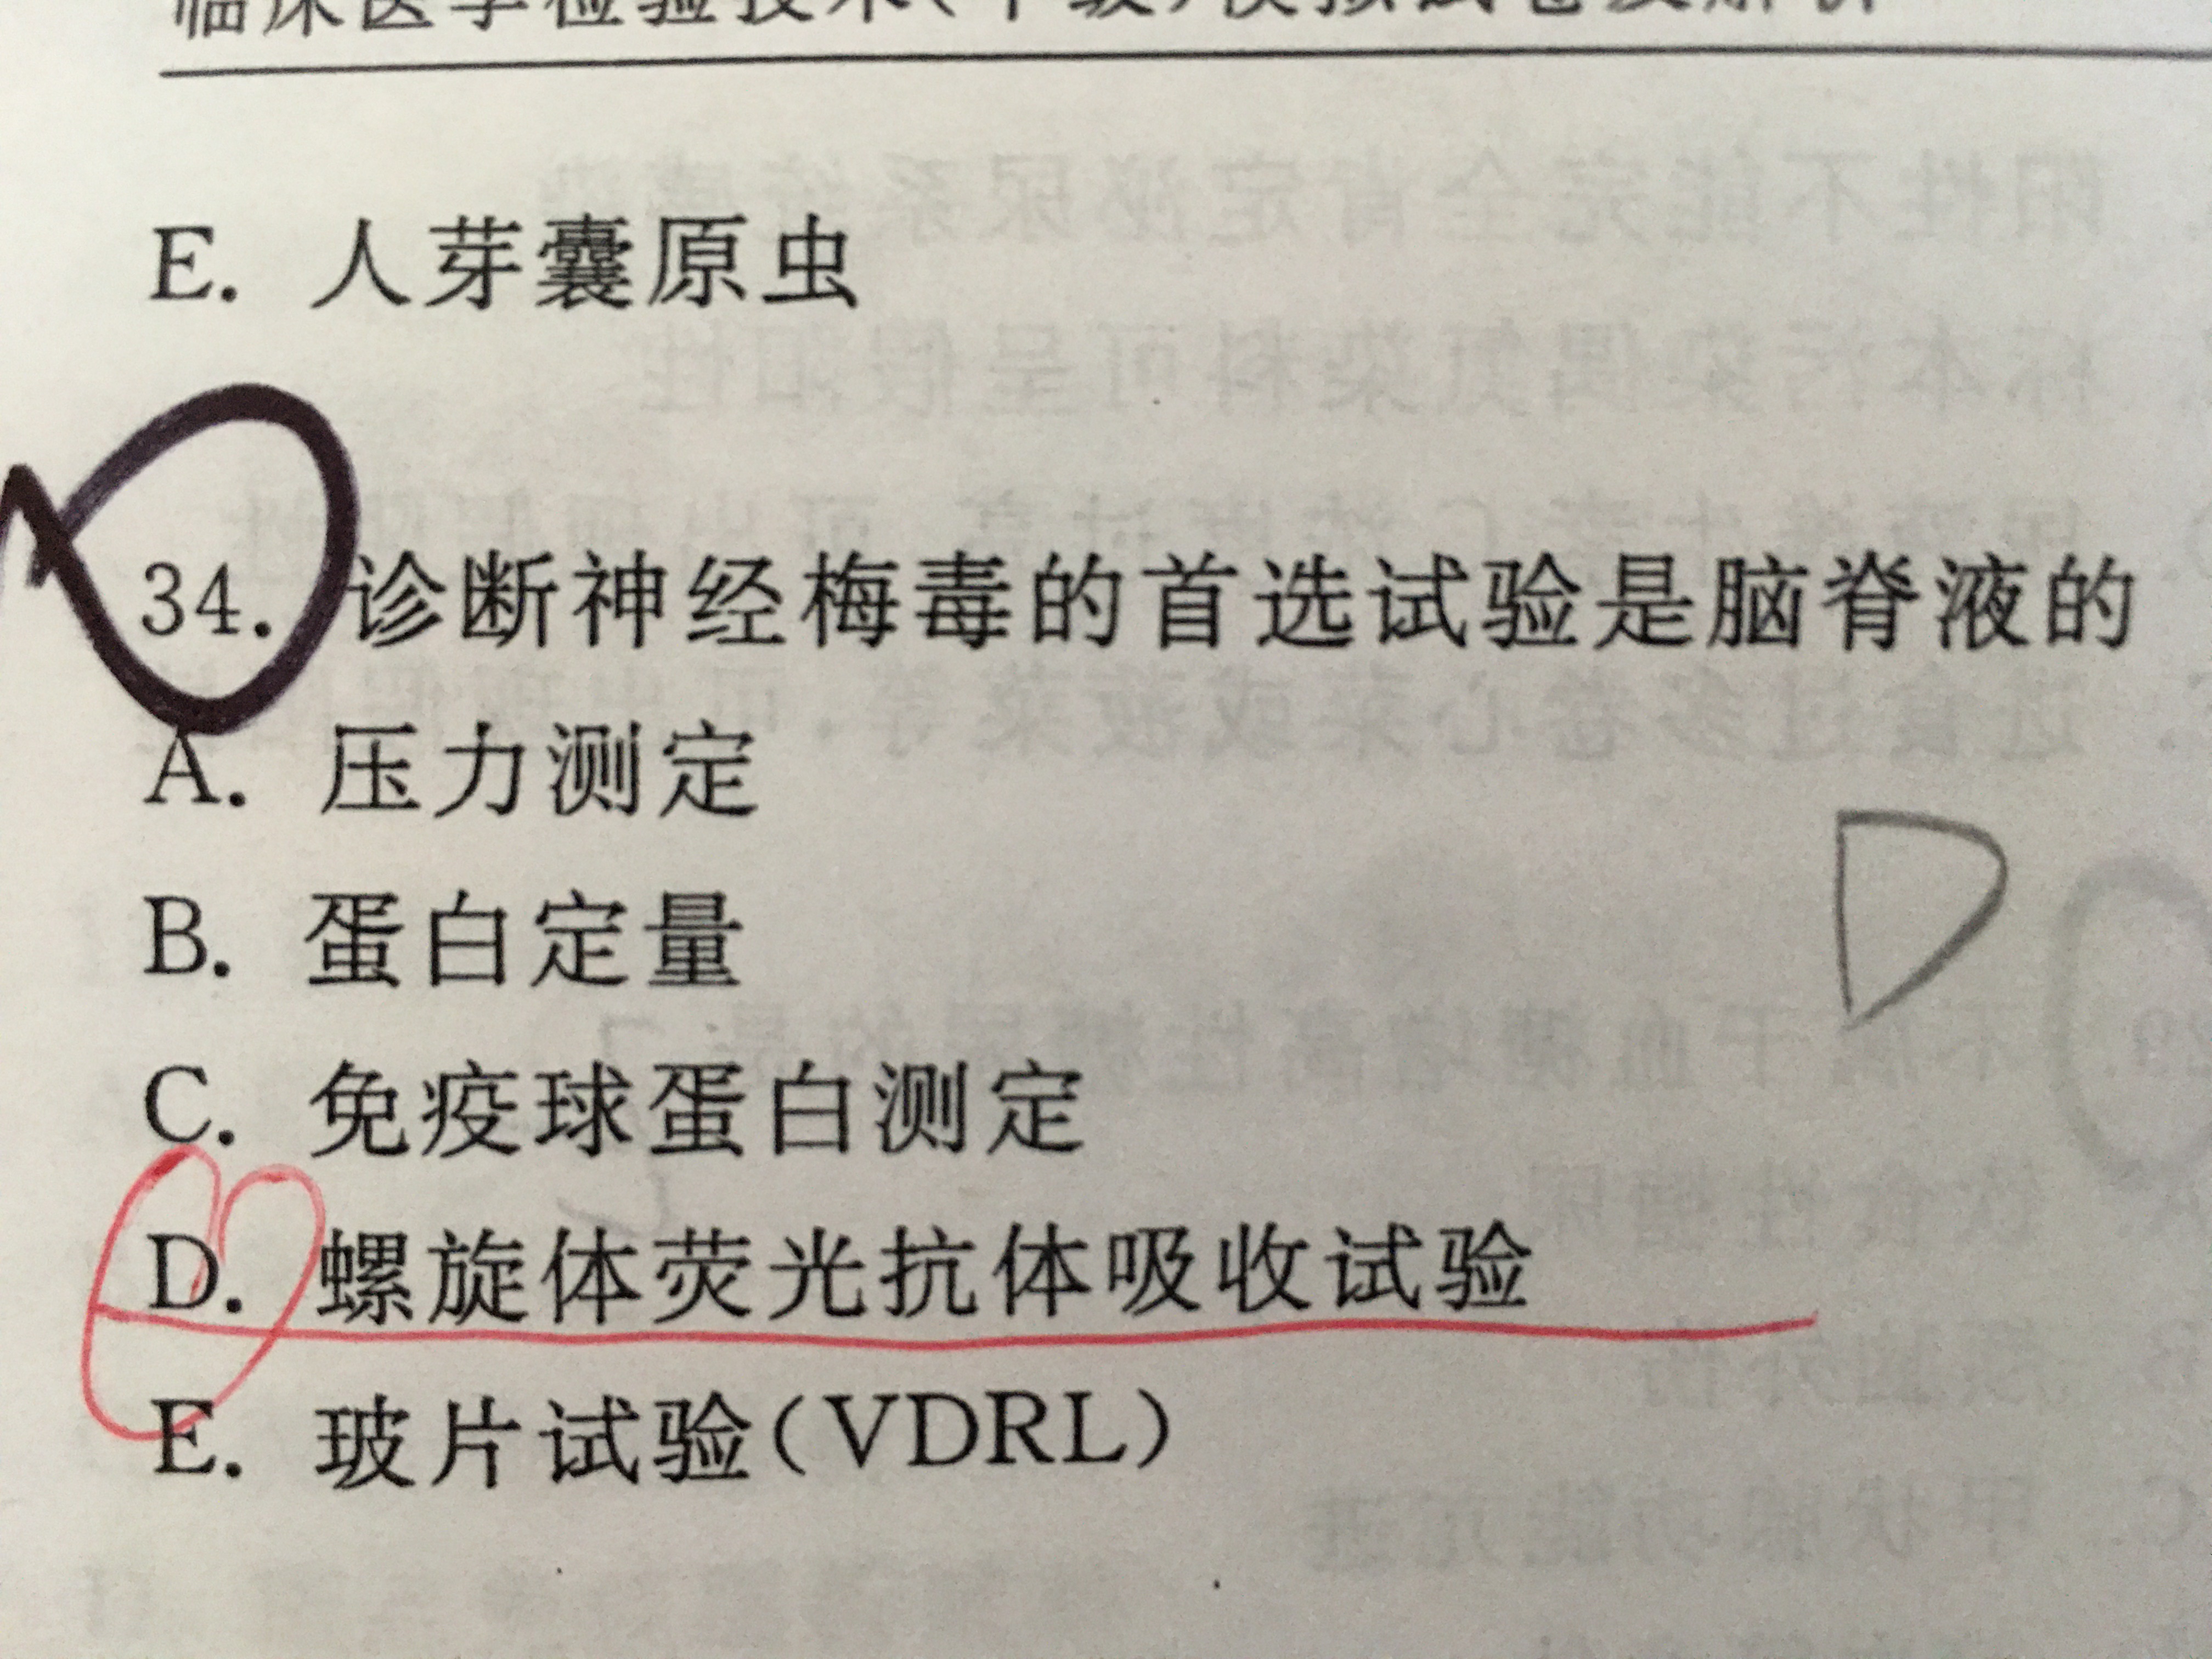 E. 人芽囊原虫
34. 诊断神经梅毒的首选试验是脑脊液的
A. 压力测定
B. 蛋白定量
C. 免疫球蛋白测定
D. 螺旋体荧光抗体吸收试验
E. 玻片试验(VDRL)
D